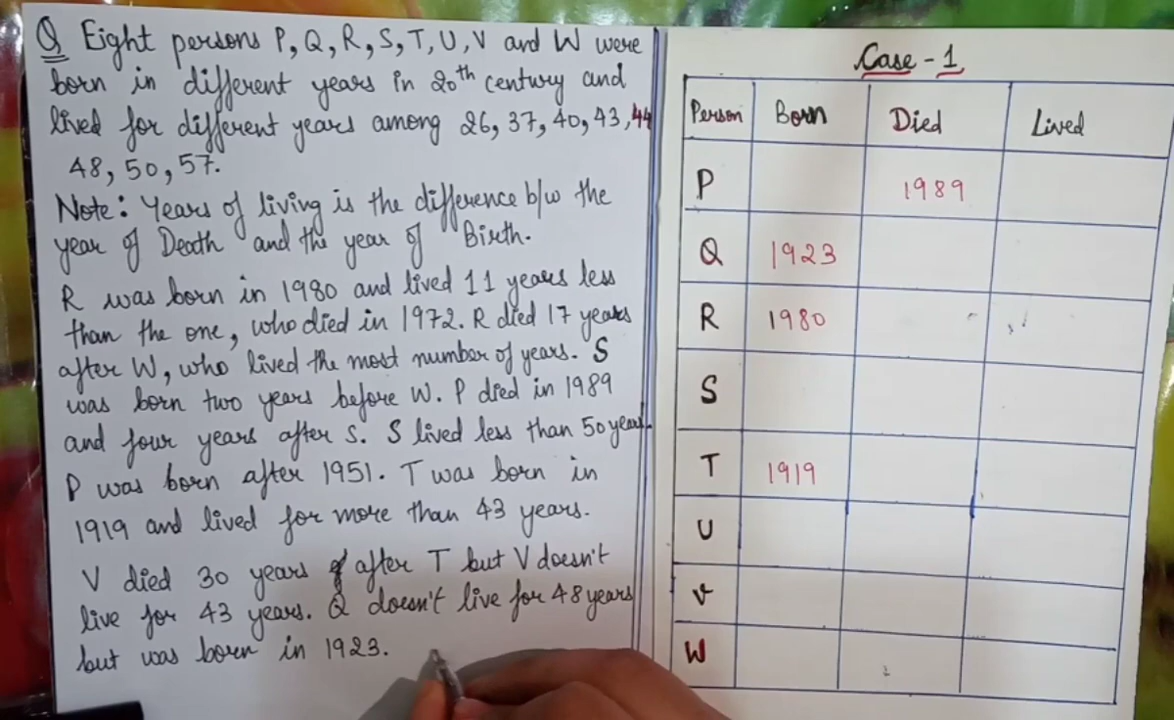 Q Eight persons P, Q, R, S, T, U, V and W were
born in different years in 20th century and
lived for different years among 26, 37, 40, 43, 44
48, 50, 57.
Note: Years of living is the difference b/w the
year of Death and the year of Birth.
R was born in 1980 and lived 11 years less
than the one, who died in 1972. R died 17 years
after W, who lived the most number of years. S
was born two years before W. P died in 1989
and four years after S. S lived less than 50 years.
P was born after 1951. T was born in
1919 and lived for more than 43 years.
V died 30 years after T but V doesn't
live for 43 years. Q doesn't live for 48 years
but was born in 1923.
Case - 1
Person Born Died Lived
P 1989
Q 1923
R 1980
S
T 1919
U
V
W